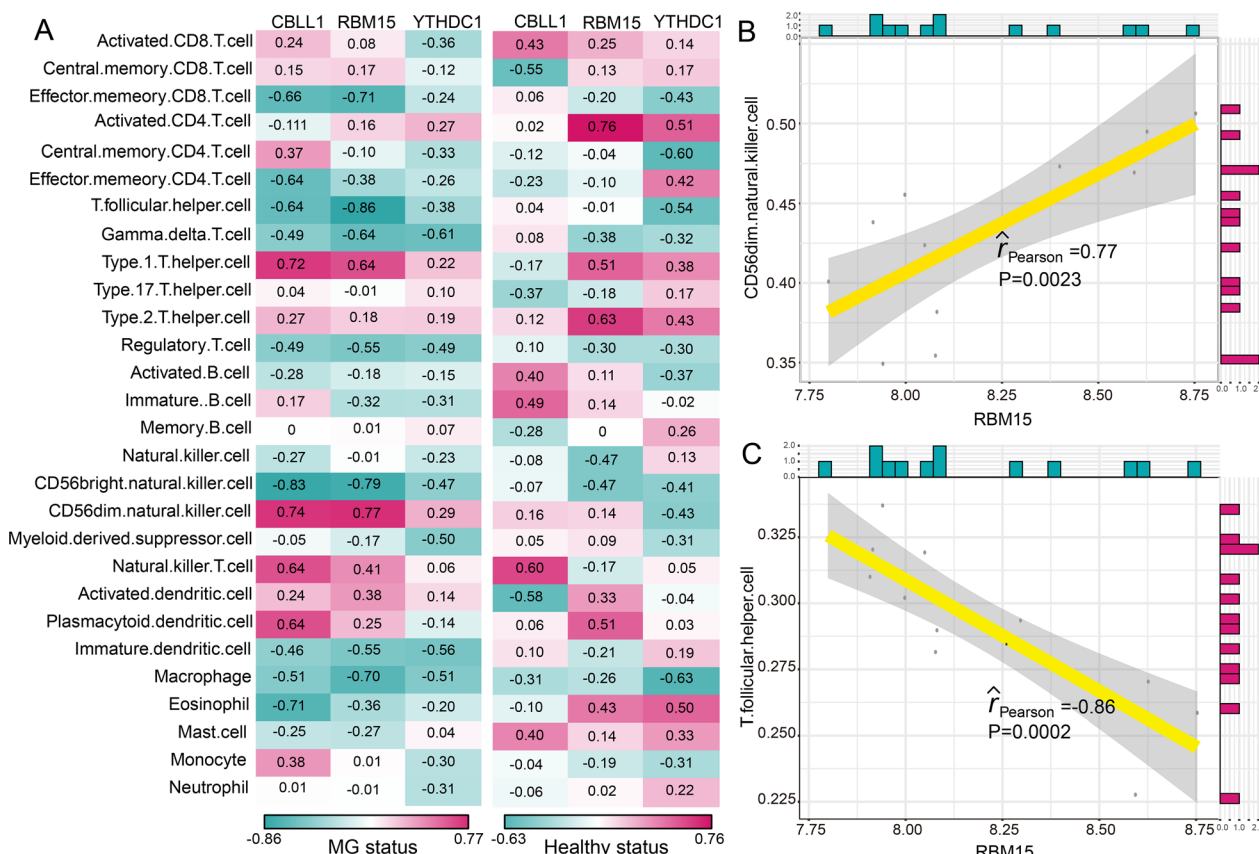 A
CBLL1 RBM15 YTHDC1 CBLL1 RBM15 YTHDC1
Activated.CD8.T.cell 0.24 0.08 -0.36 0.43 0.25 0.14
Central.memory.CD8.T.cell 0.15 0.17 -0.12 -0.55 0.13 0.17
Effector.memeory.CD8.T.cell -0.66 -0.71 -0.24 0.06 -0.20 -0.43
Activated.CD4.T.cell -0.111 0.16 0.27 0.02 0.76 0.51
Central.memory.CD4.T.cell 0.37 -0.10 -0.33 -0.12 -0.04 -0.60
Effector.memeory.CD4.T.cell -0.64 -0.38 -0.26 -0.23 -0.10 0.42
T.follicular.helper.cell -0.64 -0.86 -0.38 0.04 -0.01 -0.54
Gamma.delta.T.cell -0.49 -0.64 -0.61 0.08 -0.38 -0.32
Type.1.T.helper.cell 0.72 0.64 0.22 -0.17 0.51 0.38
Type.17.T.helper.cell 0.04 -0.01 0.10 -0.37 -0.18 0.17
Type.2.T.helper.cell 0.27 0.18 0.19 0.12 0.63 0.43
Regulatory.T.cell -0.49 -0.55 -0.49 0.10 -0.30 -0.30
Activated.B.cell -0.28 -0.18 -0.15 0.40 0.11 -0.37
Immature..B.cell 0.17 -0.32 -0.31 0.49 0.14 -0.02
Memory.B.cell 0 0.01 0.07 -0.28 0 0.26
Natural.killer.cell -0.27 -0.01 -0.23 -0.08 -0.47 0.13
CD56bright.natural.killer.cell -0.83 -0.79 -0.47 -0.07 -0.47 -0.41
CD56dim.natural.killer.cell 0.74 0.77 0.29 0.16 0.14 -0.43
Myeloid.derived.suppressor.cell -0.05 -0.17 -0.50 0.05 0.09 -0.31
Natural.killer.T.cell 0.64 0.41 0.06 0.60 -0.17 0.05
Activated.dendritic.cell 0.24 0.38 0.14 -0.58 0.33 -0.04
Plasmacytoid.dendritic.cell 0.64 0.25 -0.14 0.06 0.51 0.03
Immature.dendritic.cell -0.46 -0.55 -0.56 0.10 -0.21 0.19
Macrophage -0.51 -0.70 -0.51 -0.31 -0.26 -0.63
Eosinophil -0.71 -0.36 -0.20 -0.10 0.43 0.50
Mast.cell -0.25 -0.27 0.04 0.40 0.14 0.33
Monocyte 0.38 0.01 -0.30 -0.04 -0.19 -0.31
Neutrophil 0.01 -0.01 -0.31 -0.06 0.02 0.22
-0.86 0.77 -0.63 0.76
MG status Healthy status
B
2.0
1.0
0.0
CD56dim.natural.killer.cell
0.50
0.45
0.40
0.35
r̂Pearson =0.77
P=0.0023
7.75 8.00 8.25 8.50 8.75
0.0 1.0 2
RBM15
C
2.0
1.0
0.0
T.follicular.helper.cell
0.325
0.300
0.275
0.250
0.225
r̂Pearson =-0.86
P=0.0002
7.75 8.00 8.25 8.50 8.75
0.0 1.0 2
RBM15